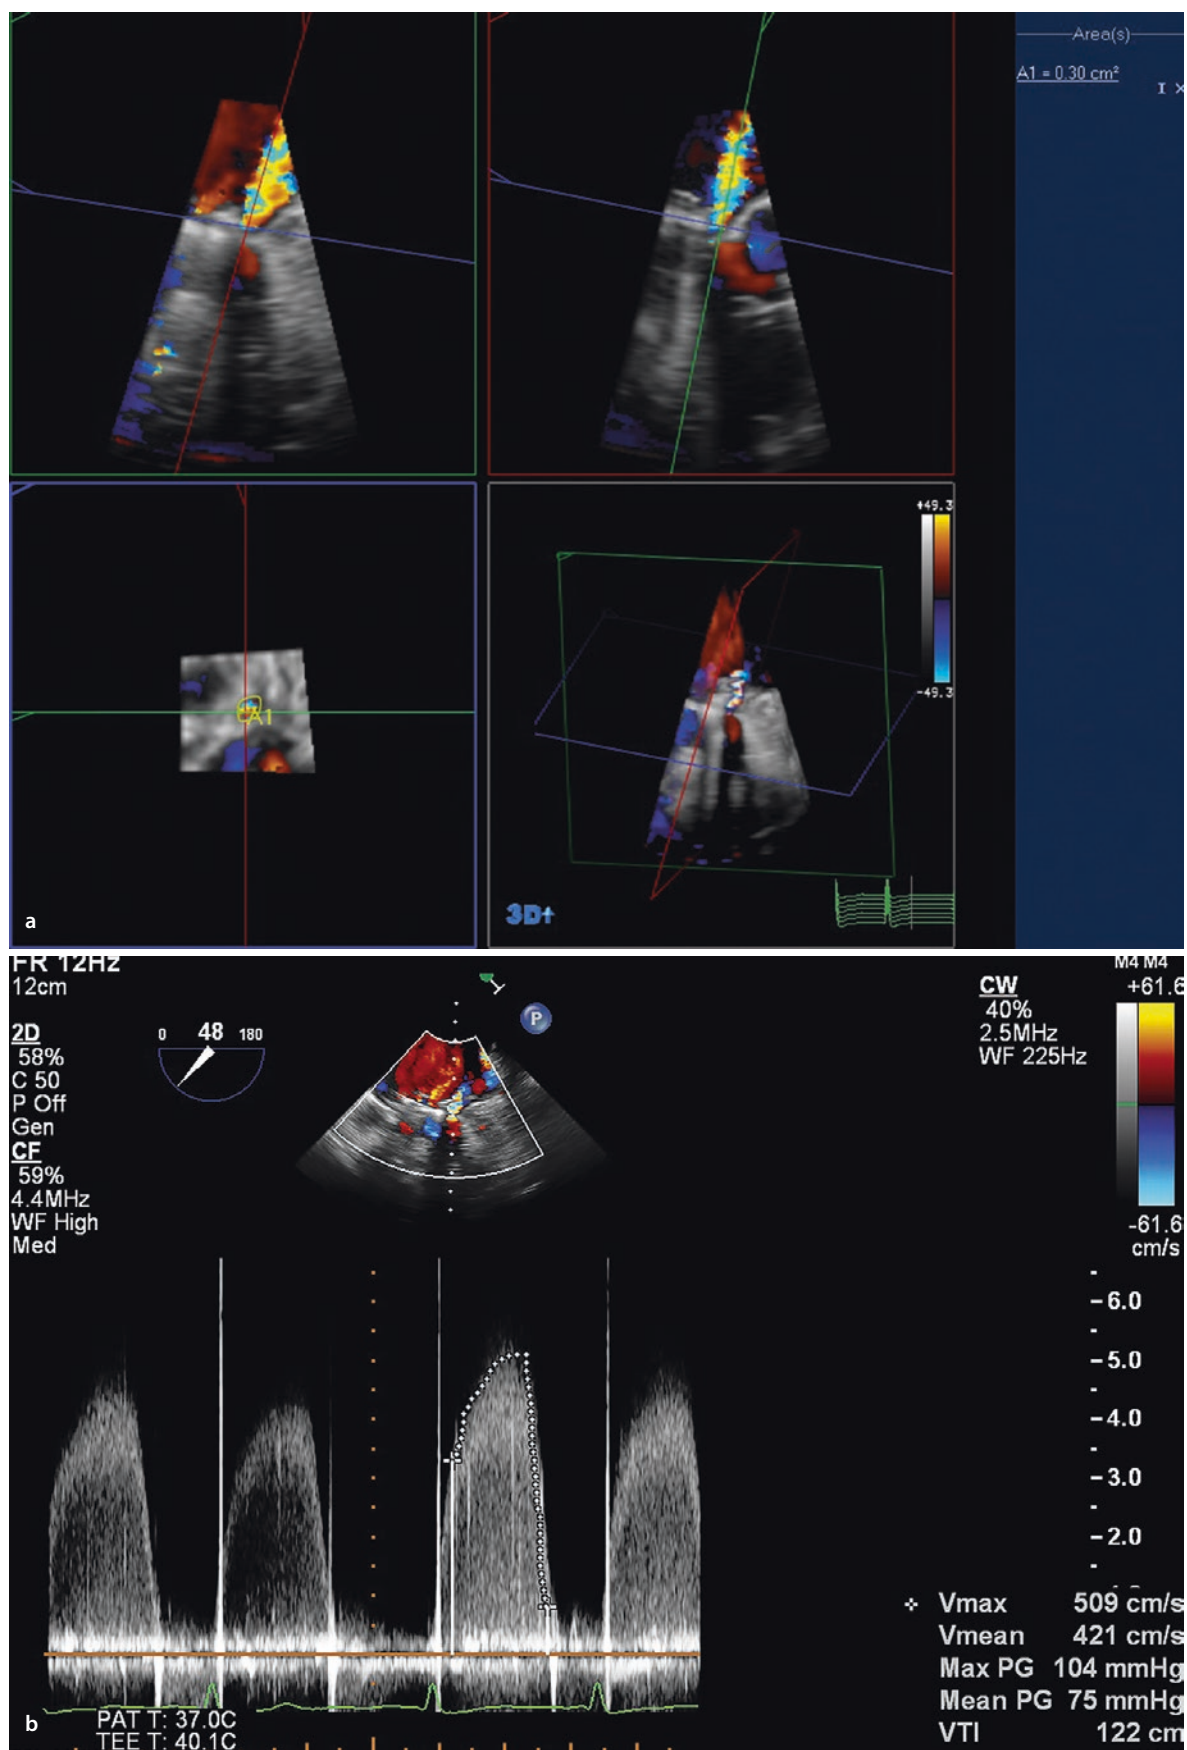 Area(s)
A1 = 0.30 cm²
I ×
A1
+49.3
-49.3
3D
a
FR 12Hz
12cm
2D
58%
C 50
P Off
Gen
CF
59%
4.4MHz
WF High
Med
0 48 180
P
CW
40%
2.5MHz
WF 225Hz
M4 M4
+61.6
-61.6
cm/s
-6.0
-5.0
-4.0
-3.0
-2.0
Vmax 509 cm/s
Vmean 421 cm/s
Max PG 104 mmHg
Mean PG 75 mmHg
VTI 122 cm
PAT T: 37.0C
TEE T: 40.1C
b